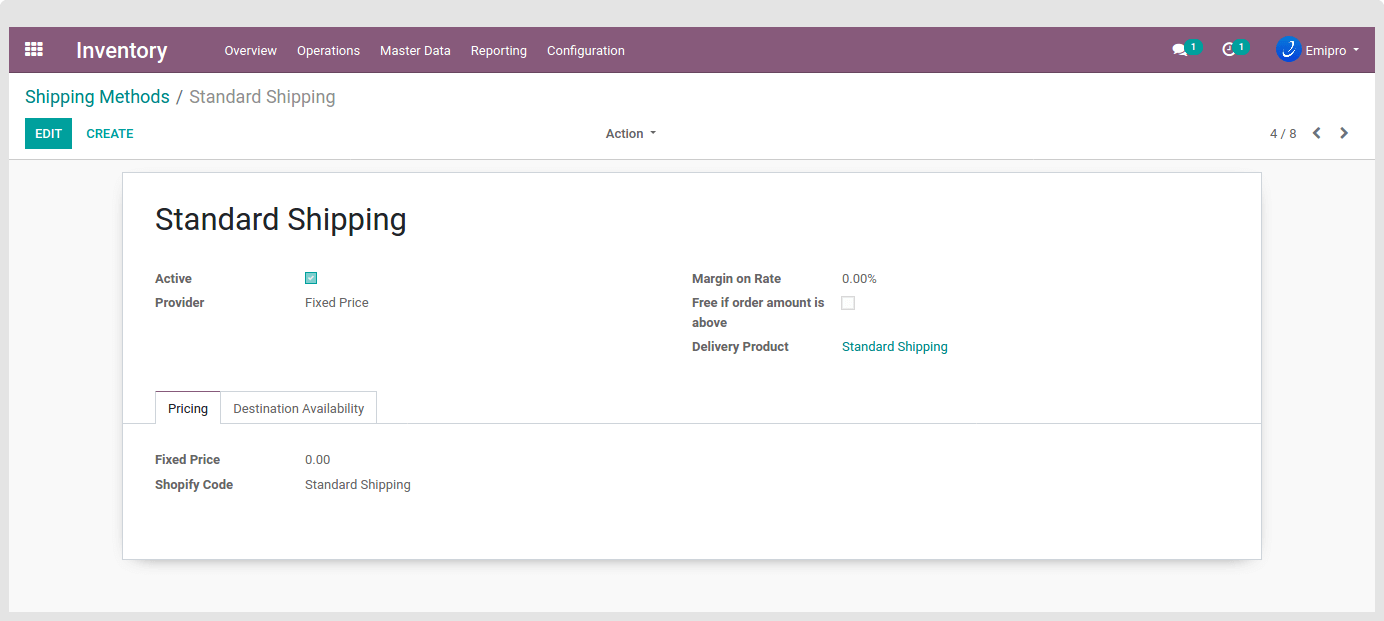 Inventory Overview Operations Master Data Reporting Configuration 1 1 Emipro
Shipping Methods / Standard Shipping
EDIT CREATE Action 4 / 8
Standard Shipping
Active Margin on Rate 0.00%
Provider Fixed Price Free if order amount is
above
Delivery Product Standard Shipping
Pricing Destination Availability
Fixed Price 0.00
Shopify Code Standard Shipping